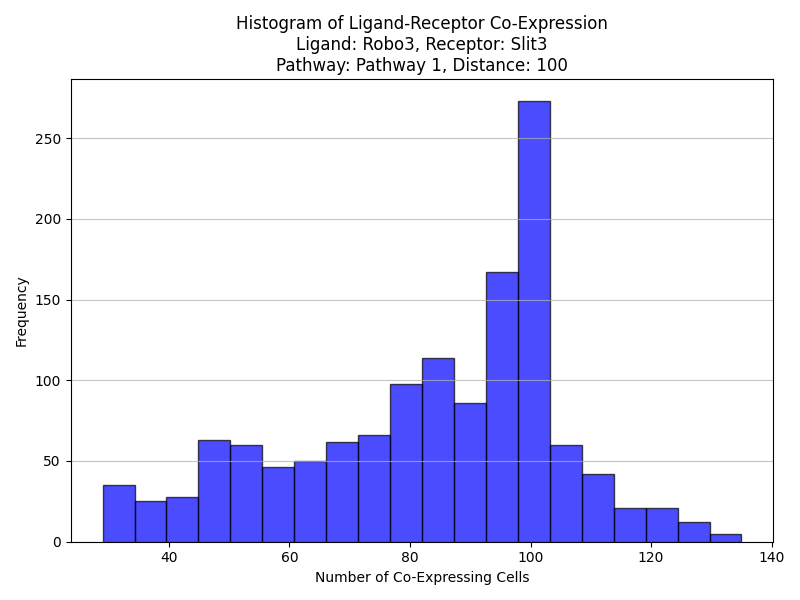 Histogram of Ligand-Receptor Co-Expression
Ligand: Robo3, Receptor: Slit3
Pathway: Pathway 1, Distance: 100
250
200
150
100
50
0
Frequency
40 60 80 100 120 140
Number of Co-Expressing Cells